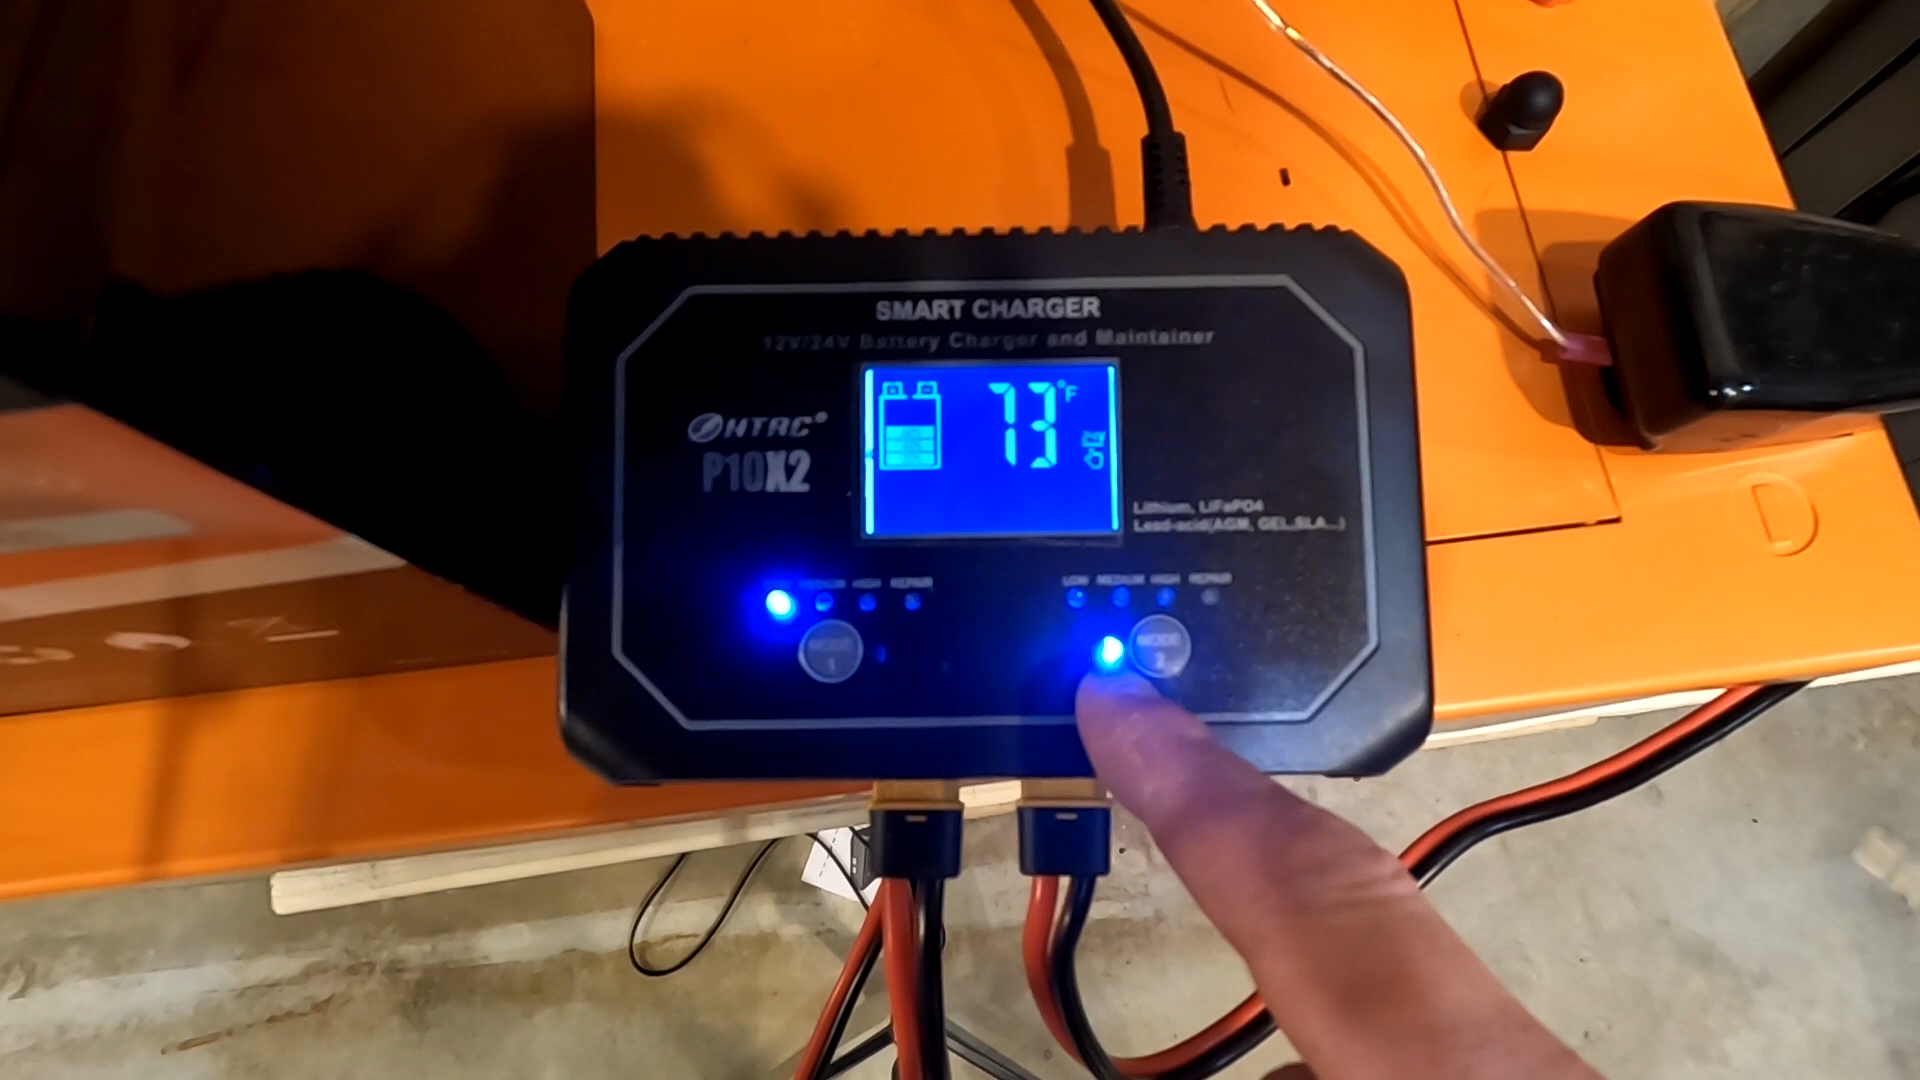 SMART CHARGER
12V/24V Battery Charger and Maintainer
HTRC®
P10X2
73°F
Lithium, LiFePO4
Lead-acid(AGM, GEL,SLA...)
MEDIUM HIGH REPAIR
LOW MEDIUM HIGH REPAIR
MODE
1
MODE
2
D